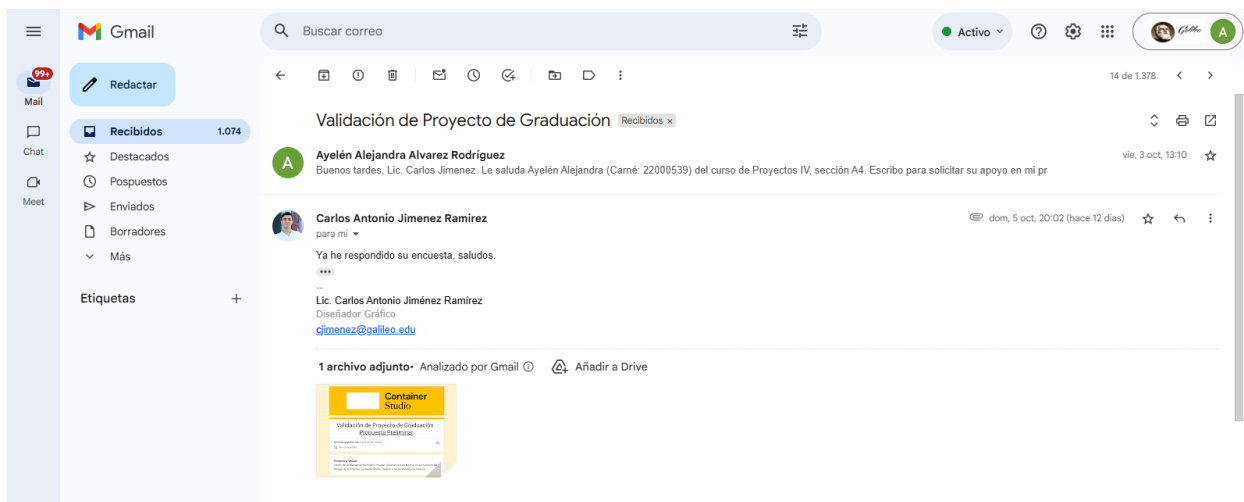 Gmail
Buscar correo
Activo
Galileo
A
99+
Mail
Chat
Meet
Redactar
Recibidos 1.074
Destacados
Pospuestos
Enviados
Borradores
Más
Etiquetas
14 de 1.378
Validación de Proyecto de Graduación Recibidos x
A
Ayelén Alejandra Alvarez Rodríguez vie, 3 oct, 13:10
Buenos tardes, Lic. Carlos Jimenez. Le saluda Ayelén Alejandra (Carné: 22000539) del curso de Proyectos IV, sección A4. Escribo para solicitar su apoyo en mi pr
Carlos Antonio Jimenez Ramirez dom, 5 oct, 20:02 (hace 12 días)
para mí
Ya he respondido su encuesta, saludos.
...
--
Lic. Carlos Antonio Jiménez Ramírez
Diseñador Gráfico
cjimenez@galileo.edu
1 archivo adjunto• Analizado por Gmail
Añadir a Drive
Container
Studio
Validación de Proyecto de Graduación
Propuesta Preliminar